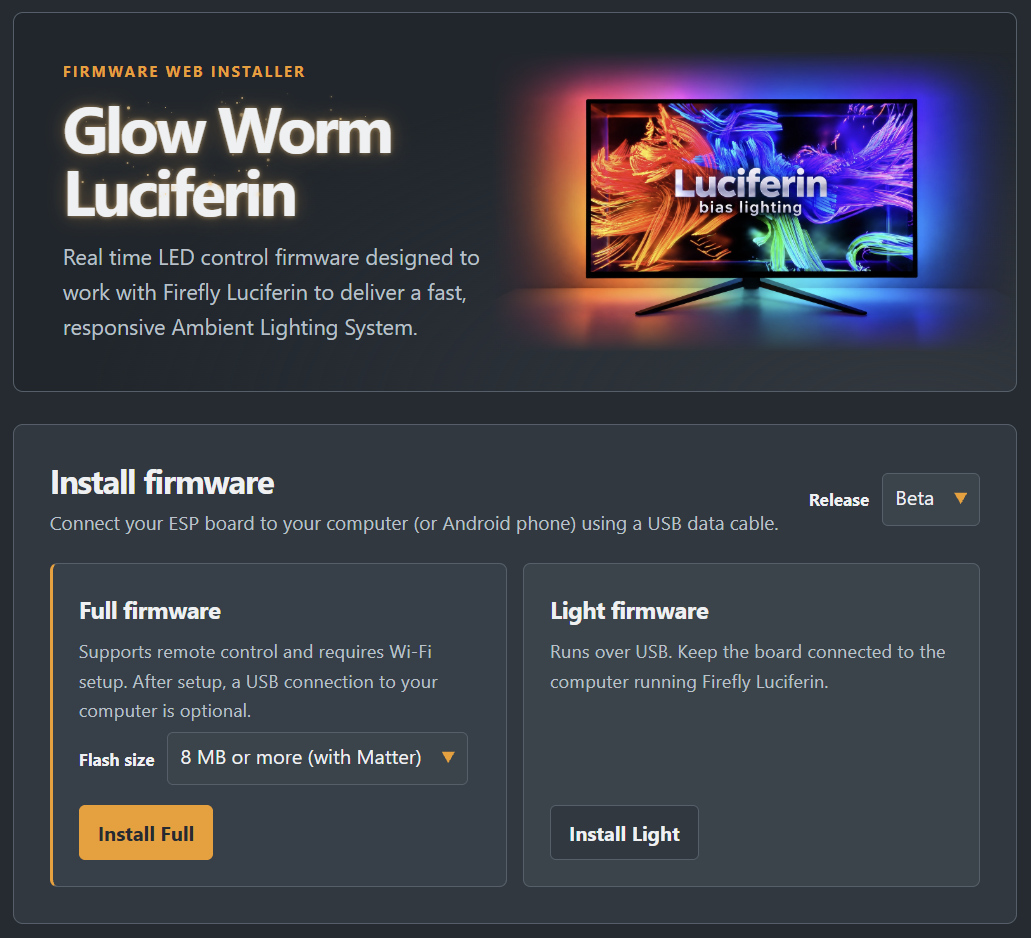 FIRMWARE WEB INSTALLER
Glow Worm
Luciferin
Real time LED control firmware designed to
work with Firefly Luciferin to deliver a fast,
responsive Ambient Lighting System.
Luciferin
bias lighting
Install firmware
Connect your ESP board to your computer (or Android phone) using a USB data cable.
Release
Beta
Full firmware
Supports remote control and requires Wi-Fi
setup. After setup, a USB connection to your
computer is optional.
Flash size
8 MB or more (with Matter)
Install Full
Light firmware
Runs over USB. Keep the board connected to the
computer running Firefly Luciferin.
Install Light